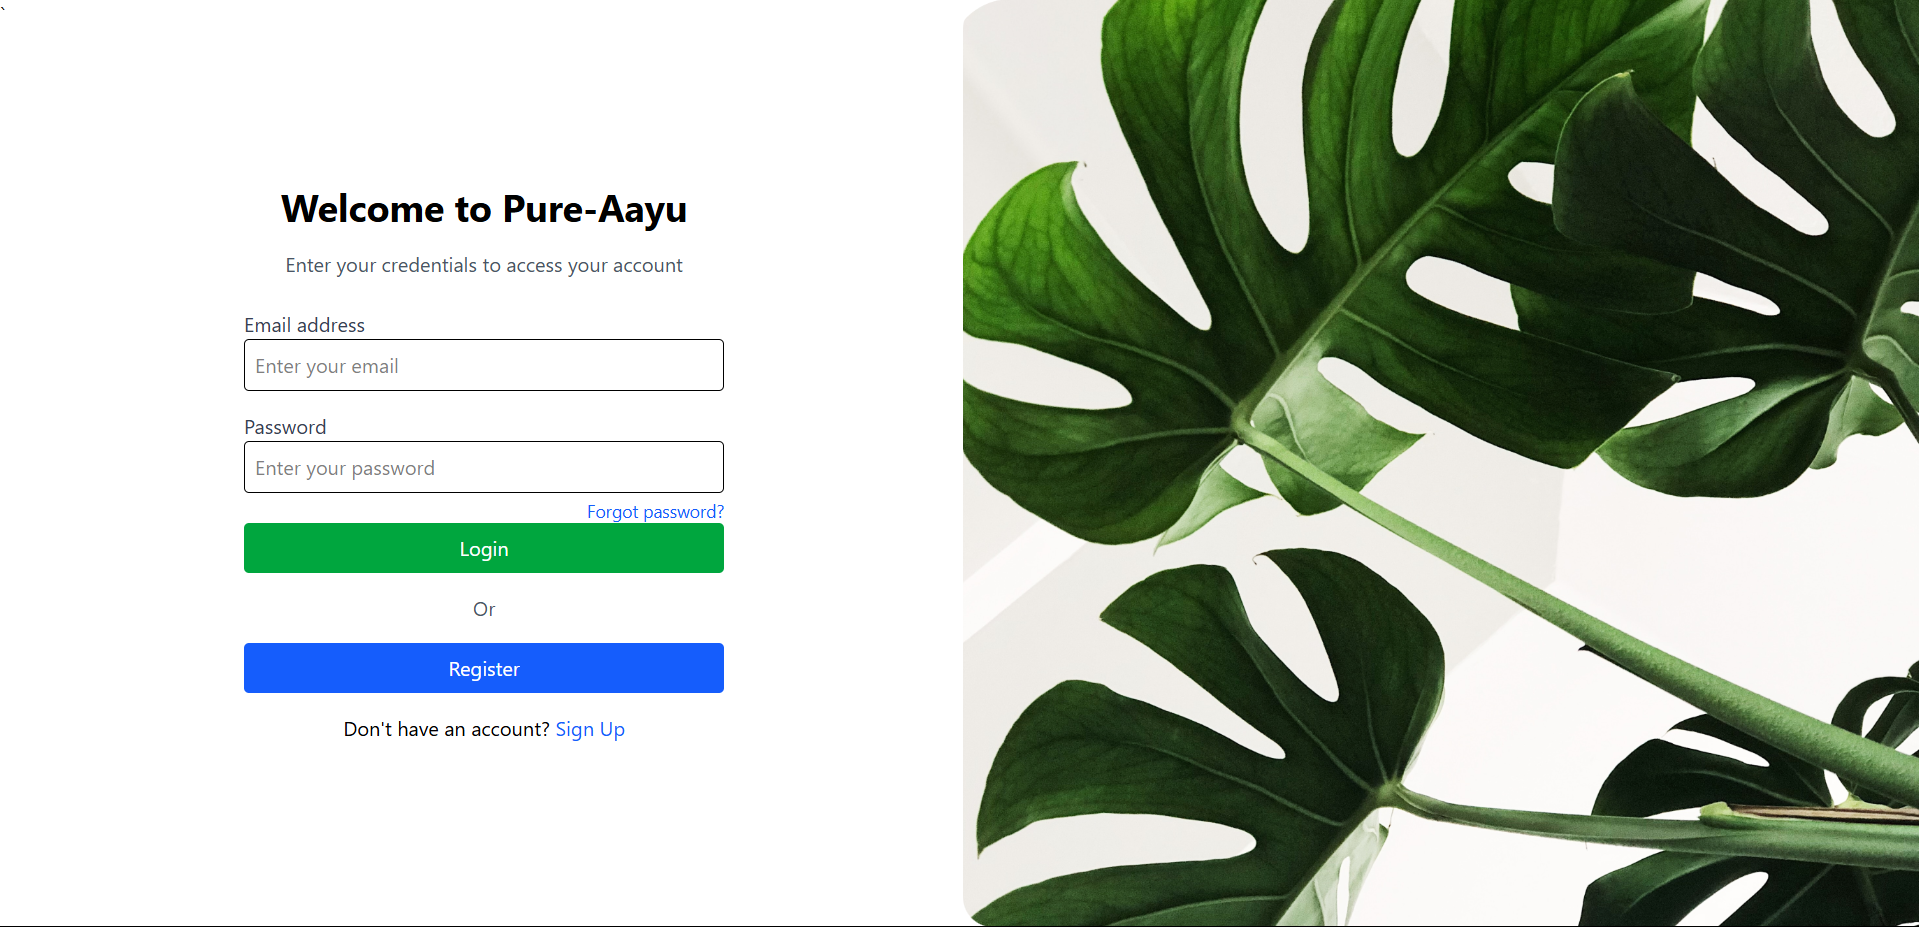 `
Welcome to Pure-Aayu
Enter your credentials to access your account
Email address
Enter your email
Password
Enter your password
Forgot password?
Login
Or
Register
Don't have an account? Sign Up